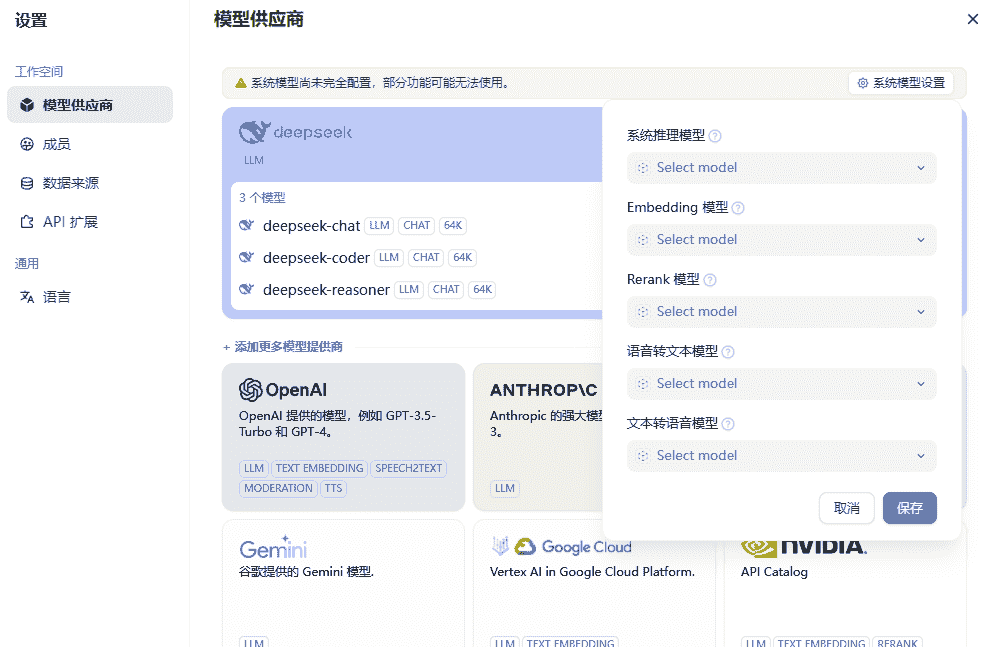 设置
模型供应商
工作空间
模型供应商
成员
数据来源
API 扩展
通用
语言
系统模型尚未完全配置，部分功能可能无法使用。
系统模型设置
deepseek
LLM
3 个模型
deepseek-chat LLM CHAT 64K
deepseek-coder LLM CHAT 64K
deepseek-reasoner LLM CHAT 64K
+ 添加更多模型提供商
OpenAI
OpenAI 提供的模型，例如 GPT-3.5-
Turbo 和 GPT-4。
LLM TEXT EMBEDDING SPEECH2TEXT
MODERATION TTS
ANTHROP\C
Anthropic 的强大模型
3。
LLM
Gemini
谷歌提供的 Gemini 模型.
LLM
Google Cloud
Vertex AI in Google Cloud Platform.
LLM TEXT EMBEDDING
NVIDIA.
API Catalog
LLM TEXT EMBEDDING RERANK
系统推理模型
Select model
Embedding 模型
Select model
Rerank 模型
Select model
语音转文本模型
Select model
文本转语音模型
Select model
取消 保存